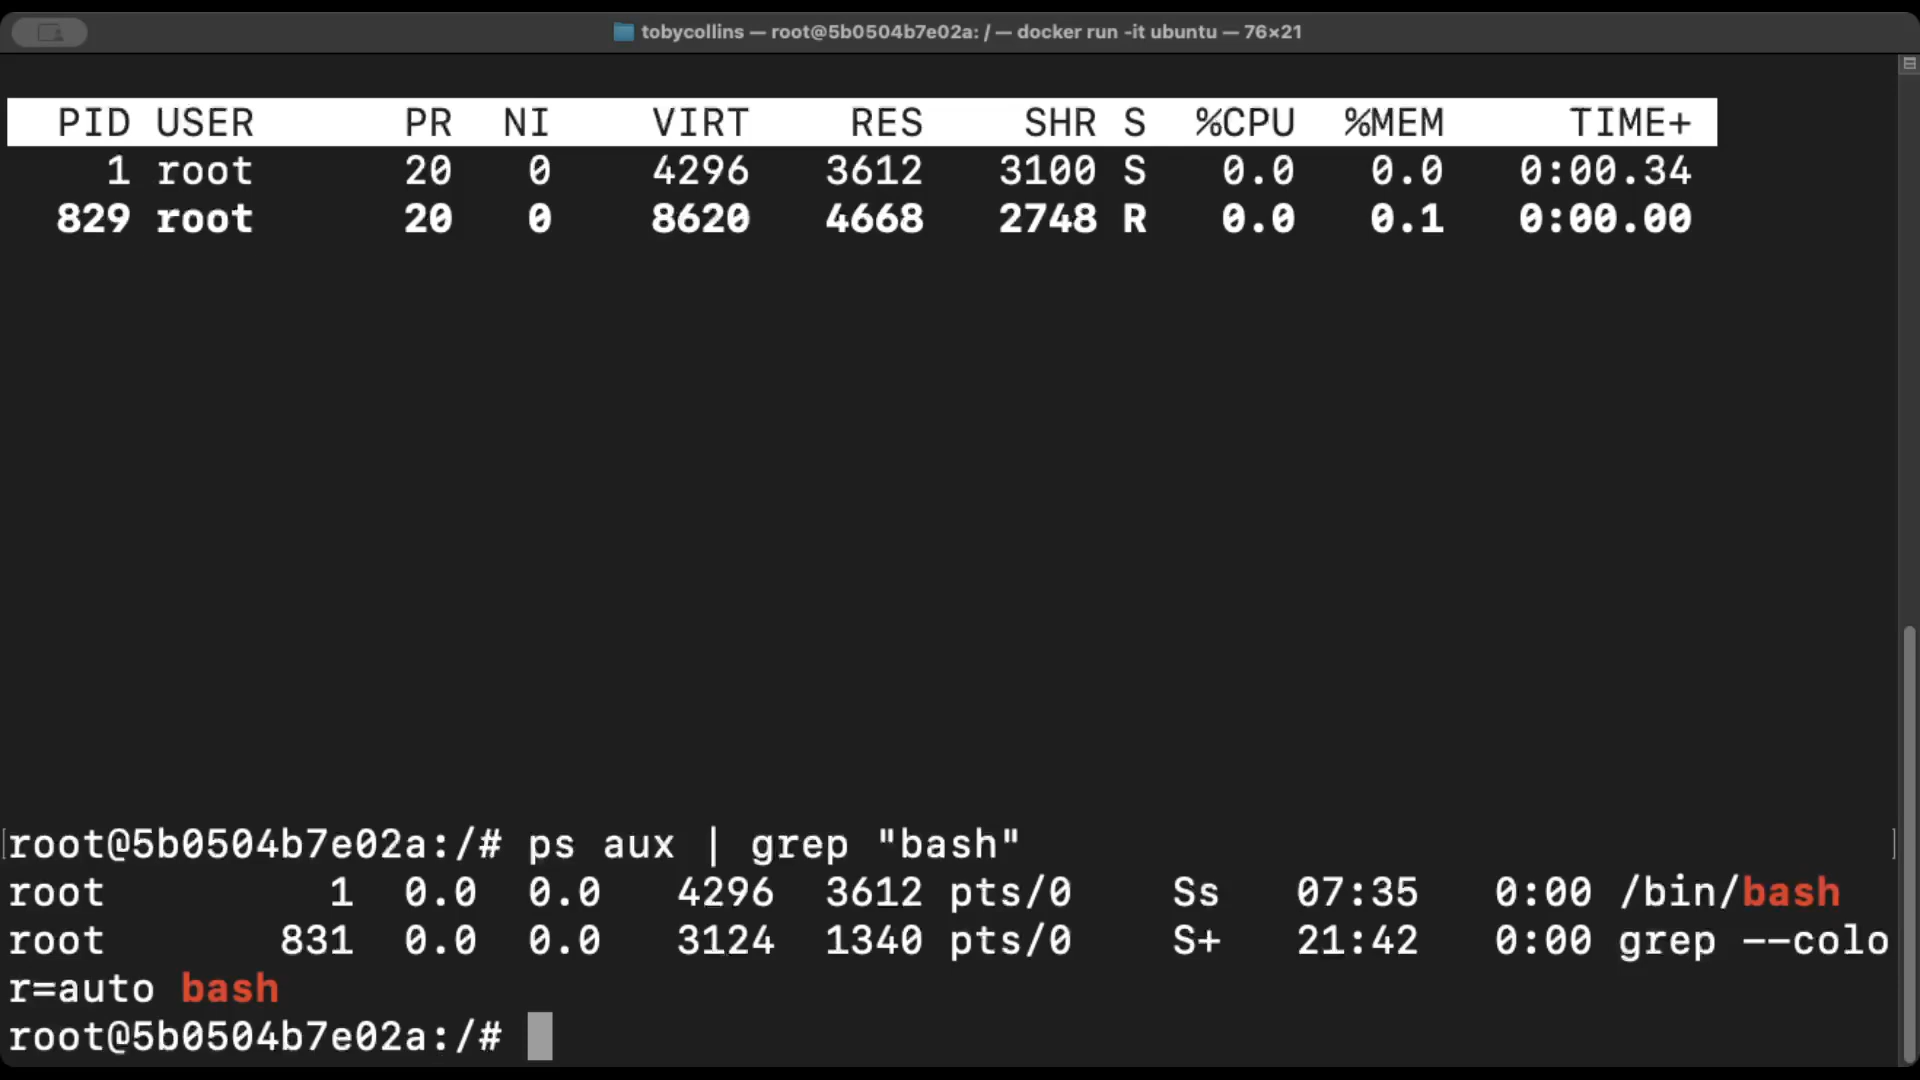 tobycollins — root@5b0504b7e02a: / — docker run -it ubuntu — 76×21
PID USER PR NI VIRT RES SHR S %CPU %MEM TIME+
1 root 20 0 4296 3612 3100 S 0.0 0.0 0:00.34
829 root 20 0 8620 4668 2748 R 0.0 0.1 0:00.00
root@5b0504b7e02a:/# ps aux | grep "bash"
root 1 0.0 0.0 4296 3612 pts/0 Ss 07:35 0:00 /bin/bash
root 831 0.0 0.0 3124 1340 pts/0 S+ 21:42 0:00 grep --colo
r=auto bash
root@5b0504b7e02a:/#